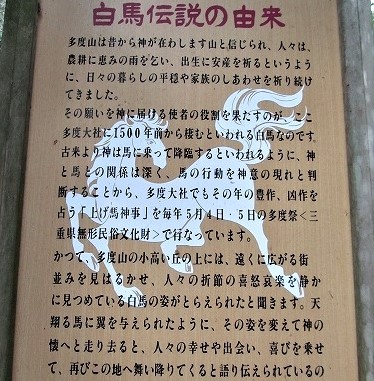 白馬伝説の由来
多度山は昔から神が在わします山と信じられ、人々は、
農耕に恵みの雨を乞い、出生に安産を祈るというよう
に、日々の暮らしの平穏や家族のしあわせを祈り続け
てきました。
その願いを神に届ける使者の役割を果たすのが、ここ
多度大社に1500年前から棲むといわれる白馬なのです。
古来より神は馬に乗って降臨するといわれるように、神
と馬との関係は深く、馬の行動を神意の現れと判
断することから、多度大社でもその年の豊作、凶作を
占う「上げ馬神事」を毎年5月4日・5日の多度祭<三
重県無形民俗文化財>で行なっています。
かつて、多度山の小高い丘の上には、遠くに広がる街
並みを見はるかせ、人々の折節の喜怒哀楽を静か
に見つめている白馬の姿がとらえられたと聞きます。天
翔る馬に翼を与えられたように、その姿を変えて神の
懐へと走り去ると、人々の幸せや出会い、喜びを乗せ
て、再びこの地へ舞い降りてくると語り伝えられているの